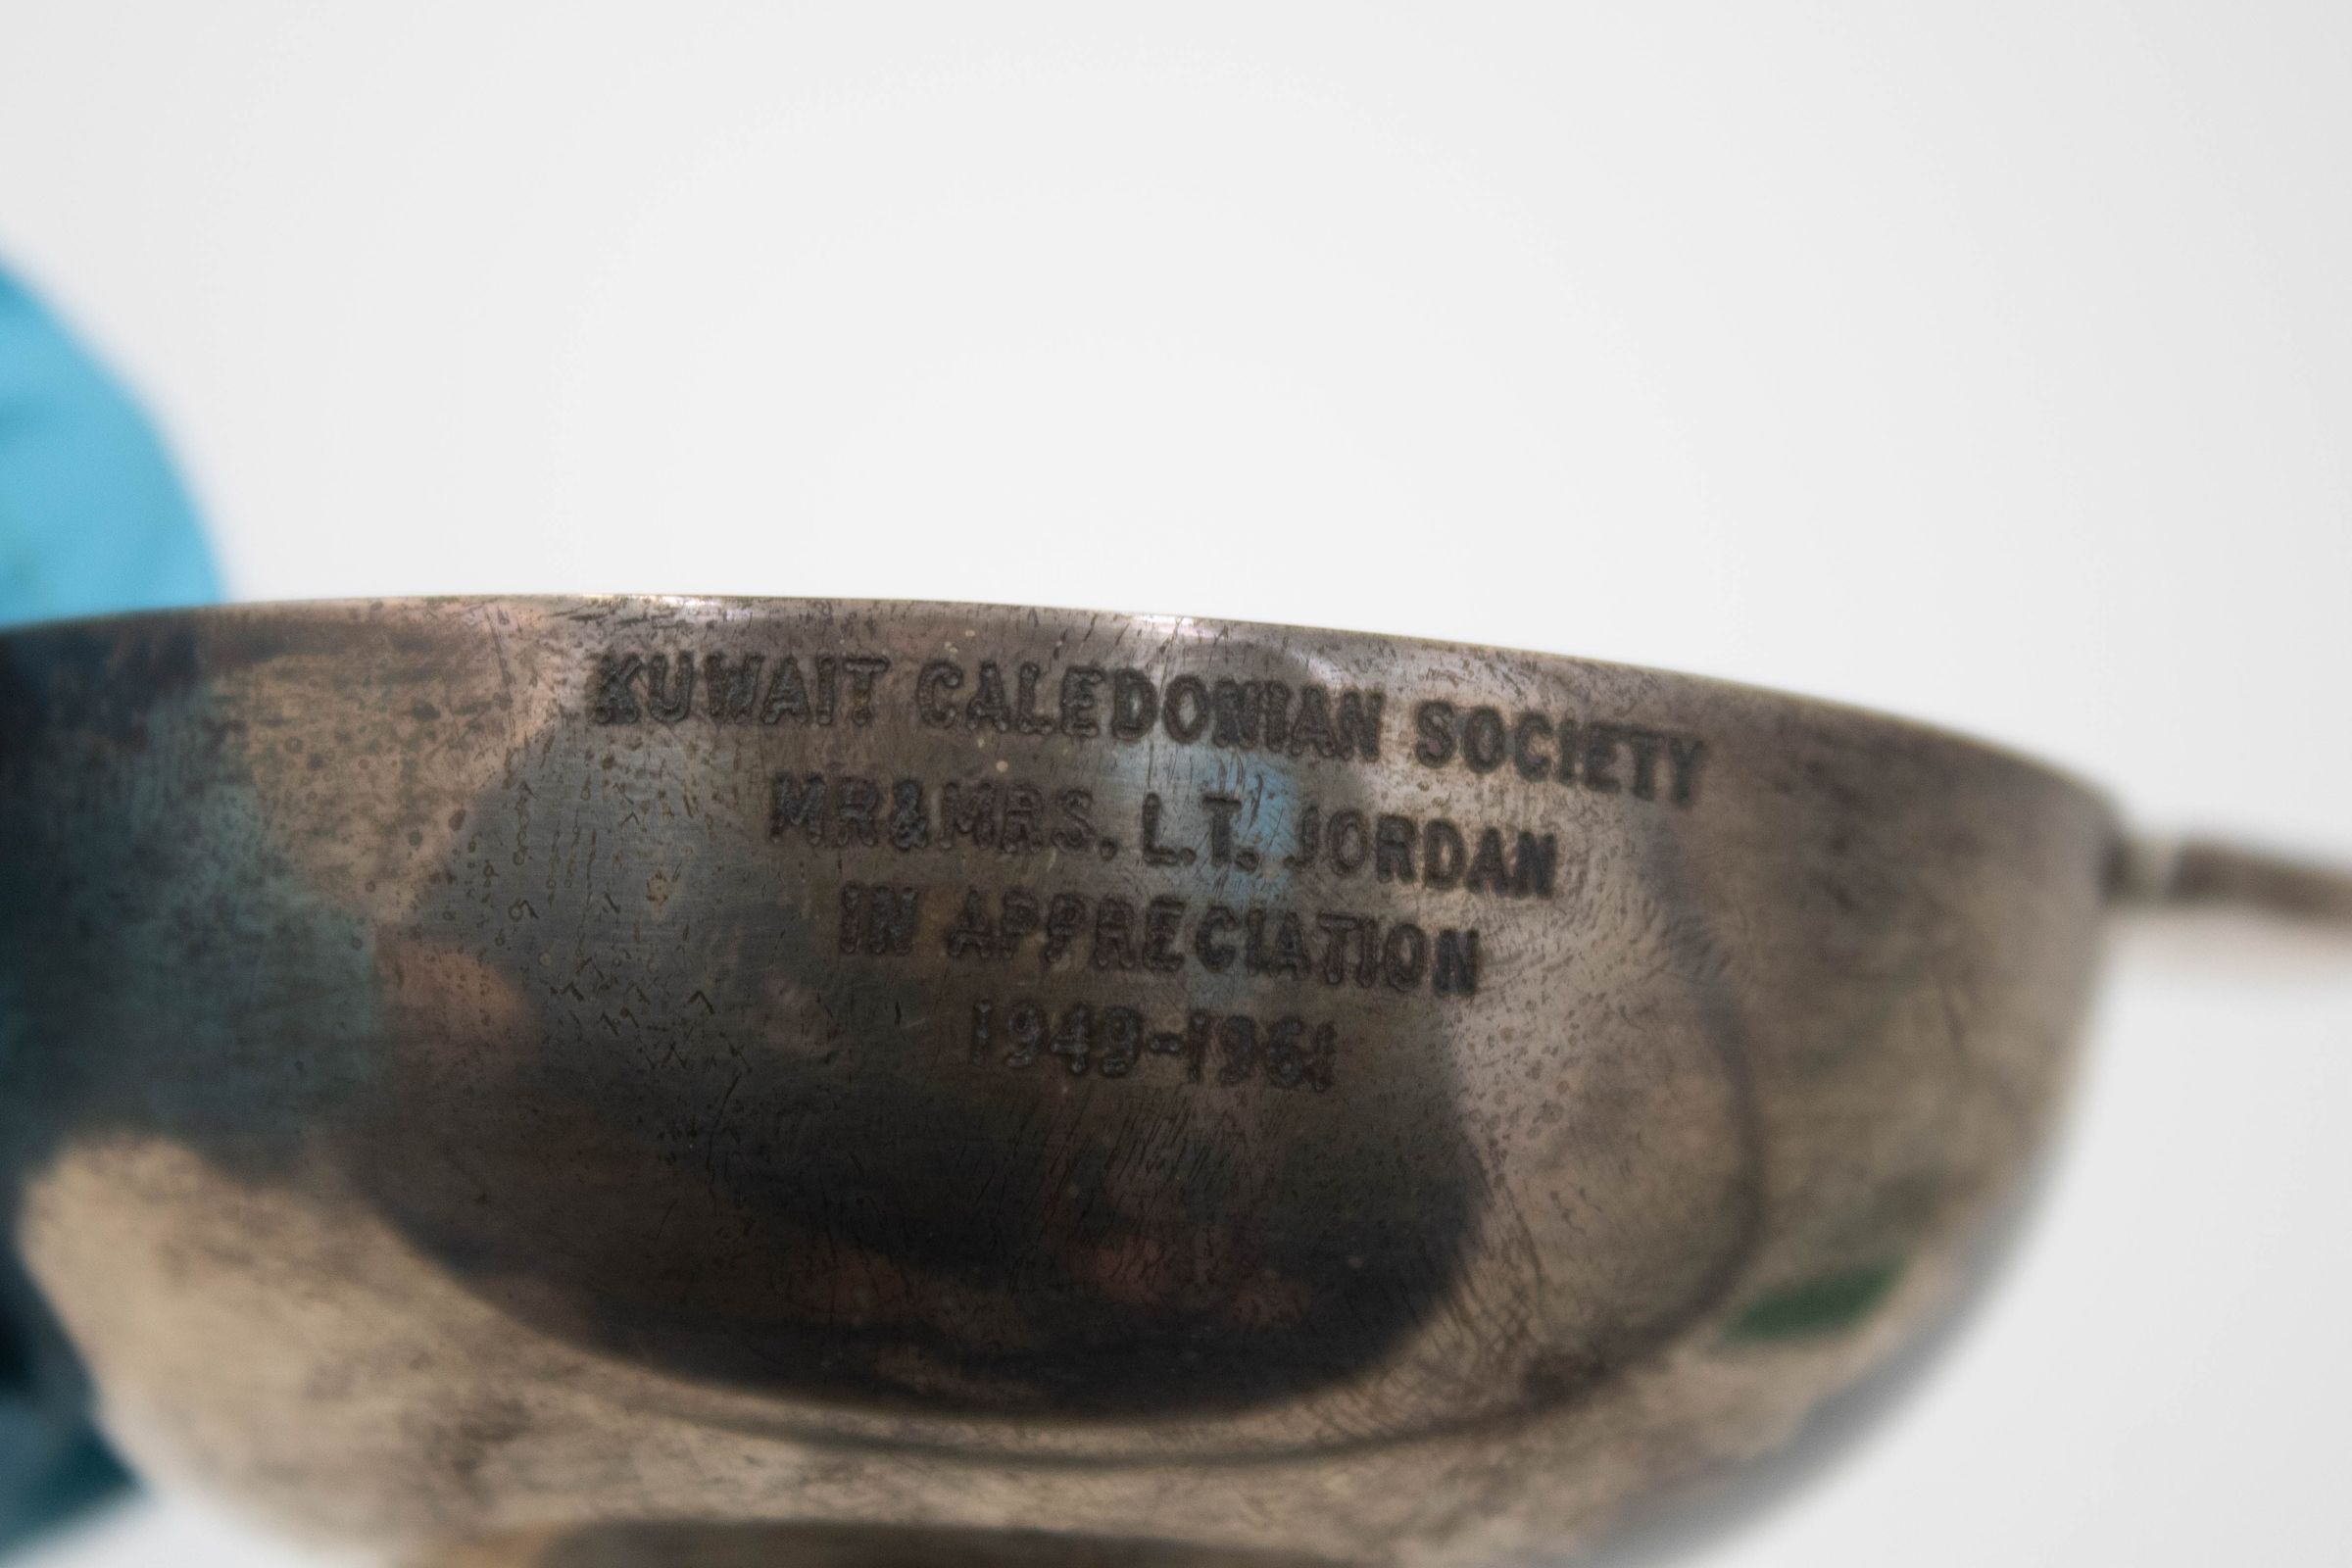 KUWAIT CALEDONIAN SOCIETY
MR&MRS. L.T. JORDAN
IN APPRECIATION
1949-1961